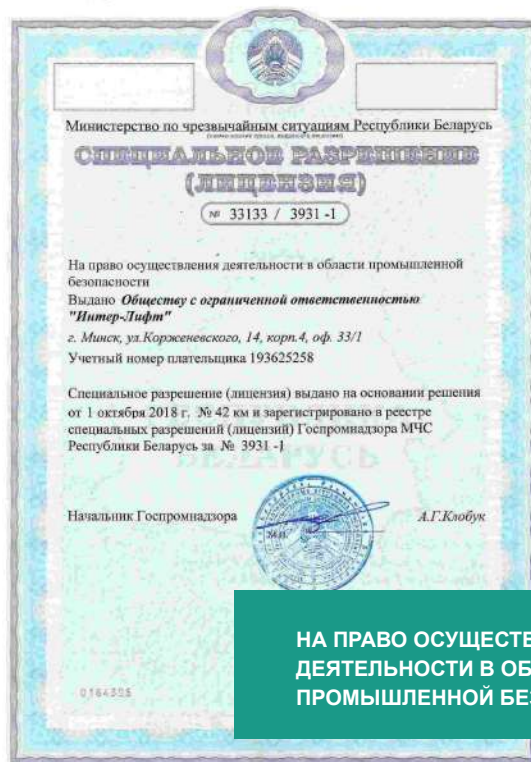 Министерство по чрезвычайным ситуациям Республики Беларусь
СПЕЦИАЛЬНОЕ РАЗРЕШЕНИЕ
(ЛИЦЕНЗИЯ)
№ 33133 / 3931 -1
На право осуществления деятельности в области промышленной
безопасности
Выдано Обществу с ограниченной ответственностью
"Интер-Лифт"
г. Минск, ул.Корженевского, 14, корп.4, оф. 33/1
Учетный номер плательщика 193625258
Специальное разрешение (лицензия) выдано на основании решения
от 1 октября 2018 г. № 42 км и зарегистрировано в реестре
специальных разрешений (лицензий) Госпромнадзора МЧС
Республики Беларусь за № 3931 -1
БЕЛАРУСЬ
Начальник Госпромнадзора А.Г.Клобук
М.П.
НА ПРАВО ОСУЩЕСТВ
ДЕЯТЕЛЬНОСТИ В ОБ
ПРОМЫШЛЕННОЙ БЕЗ